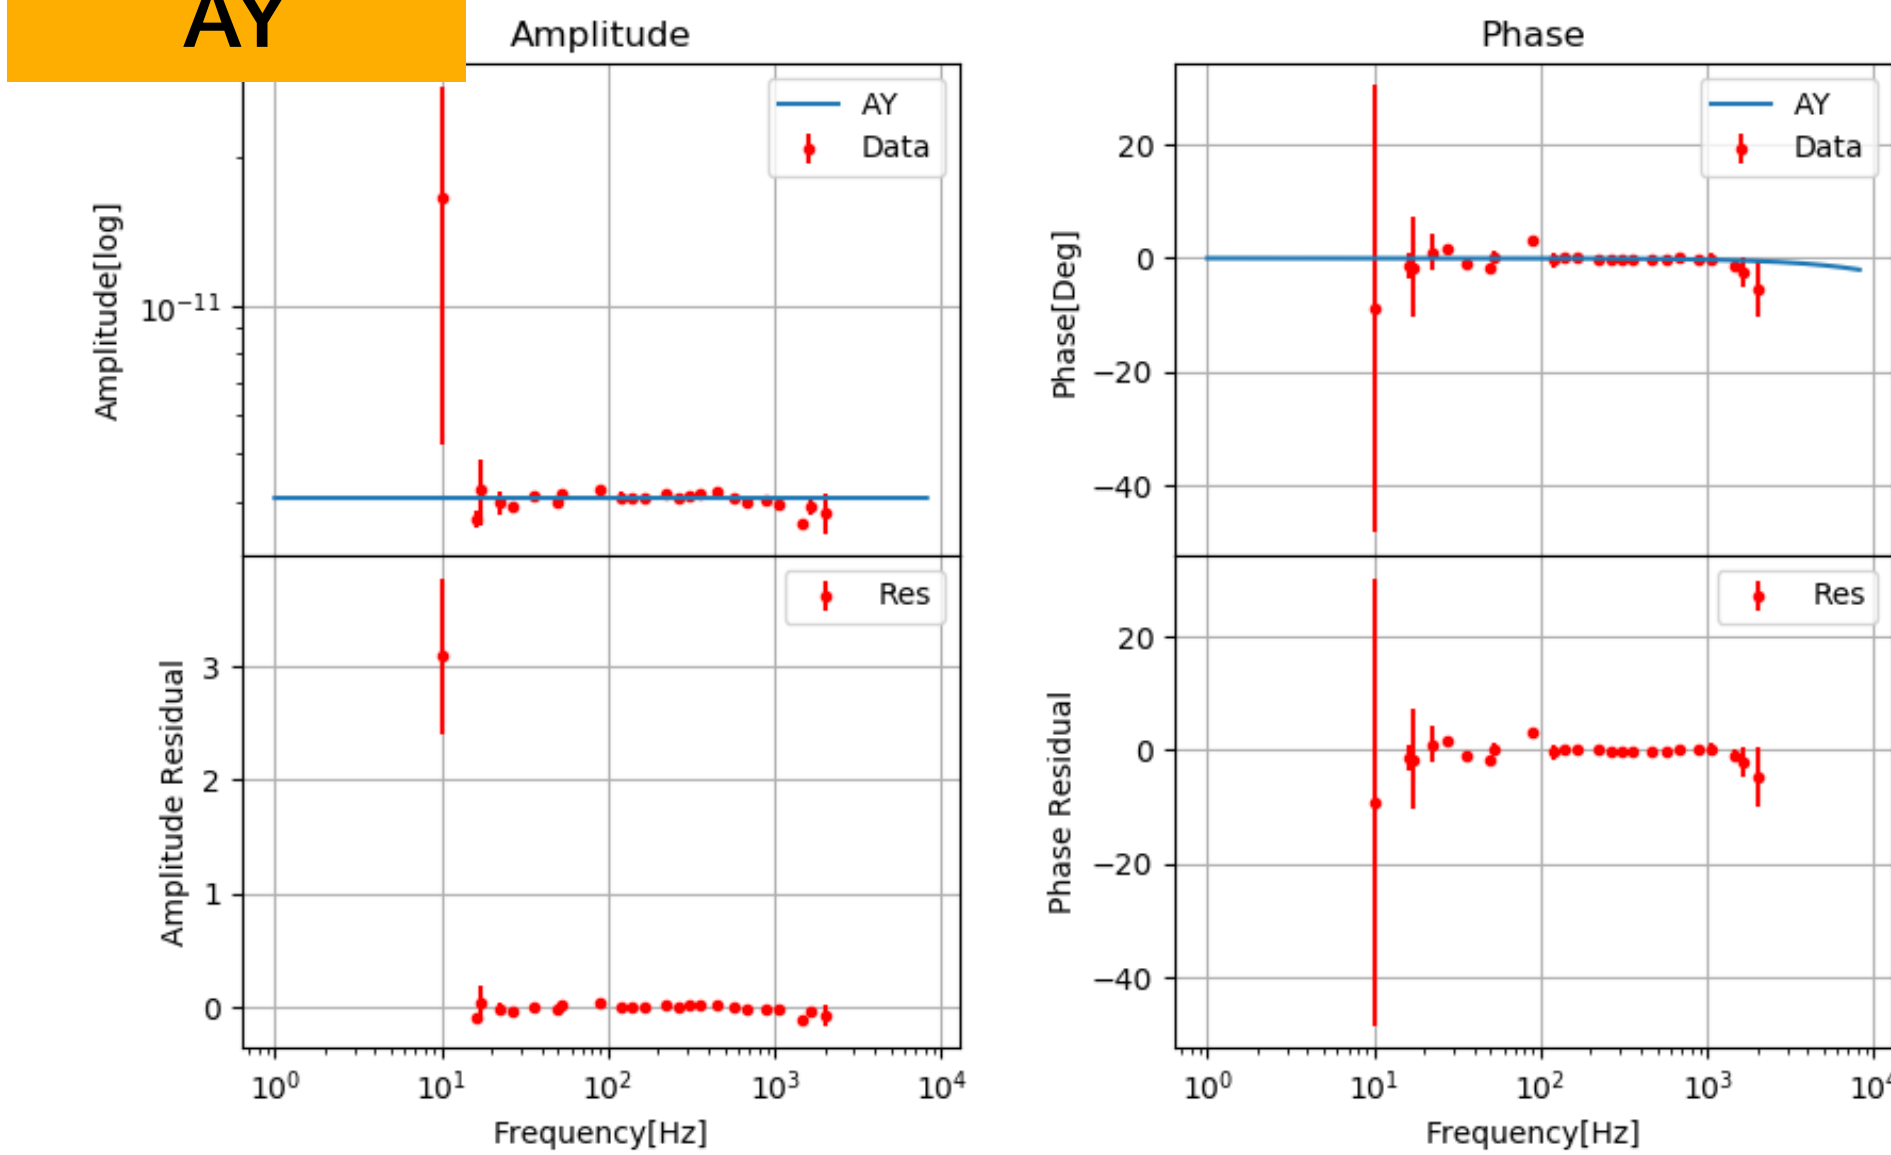 AY
Amplitude
Phase
AY
Data
AY
Data
Amplitude[log]
10⁻¹¹
Phase[Deg]
20
0
−20
−40
Res
Res
Amplitude Residual
3
2
1
0
Phase Residual
20
0
−20
−40
10⁰ 10¹ 10² 10³ 10⁴
10⁰ 10¹ 10² 10³ 10⁴
Frequency[Hz]
Frequency[Hz]